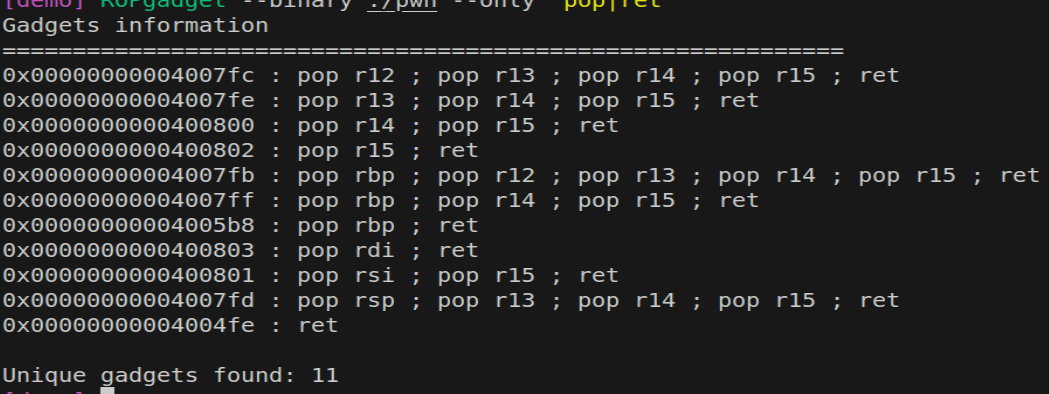 [demo] ROPgadget --binary ./pwn --only "pop|ret"
Gadgets information
============================================================
0x00000000004007fc : pop r12 ; pop r13 ; pop r14 ; pop r15 ; ret
0x00000000004007fe : pop r13 ; pop r14 ; pop r15 ; ret
0x0000000000400800 : pop r14 ; pop r15 ; ret
0x0000000000400802 : pop r15 ; ret
0x00000000004007fb : pop rbp ; pop r12 ; pop r13 ; pop r14 ; pop r15 ; ret
0x00000000004007ff : pop rbp ; pop r14 ; pop r15 ; ret
0x00000000004005b8 : pop rbp ; ret
0x0000000000400803 : pop rdi ; ret
0x0000000000400801 : pop rsi ; pop r15 ; ret
0x00000000004007fd : pop rsp ; pop r13 ; pop r14 ; pop r15 ; ret
0x00000000004004fe : ret
Unique gadgets found: 11